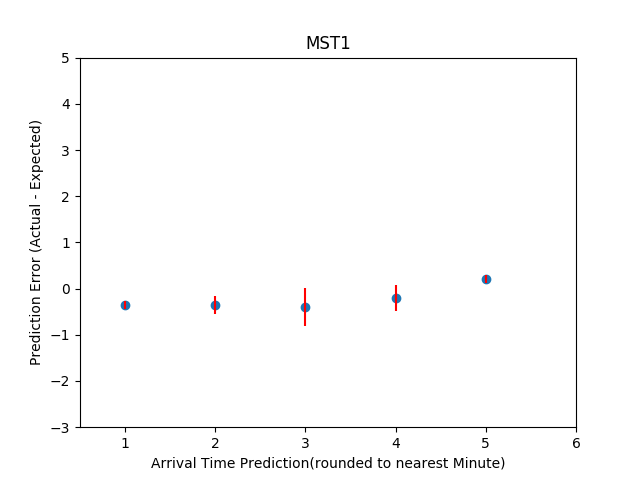 MST1
5
4
3
2
1
0
−1
−2
−3
Prediction Error (Actual - Expected)
1 2 3 4 5 6
Arrival Time Prediction(rounded to nearest Minute)